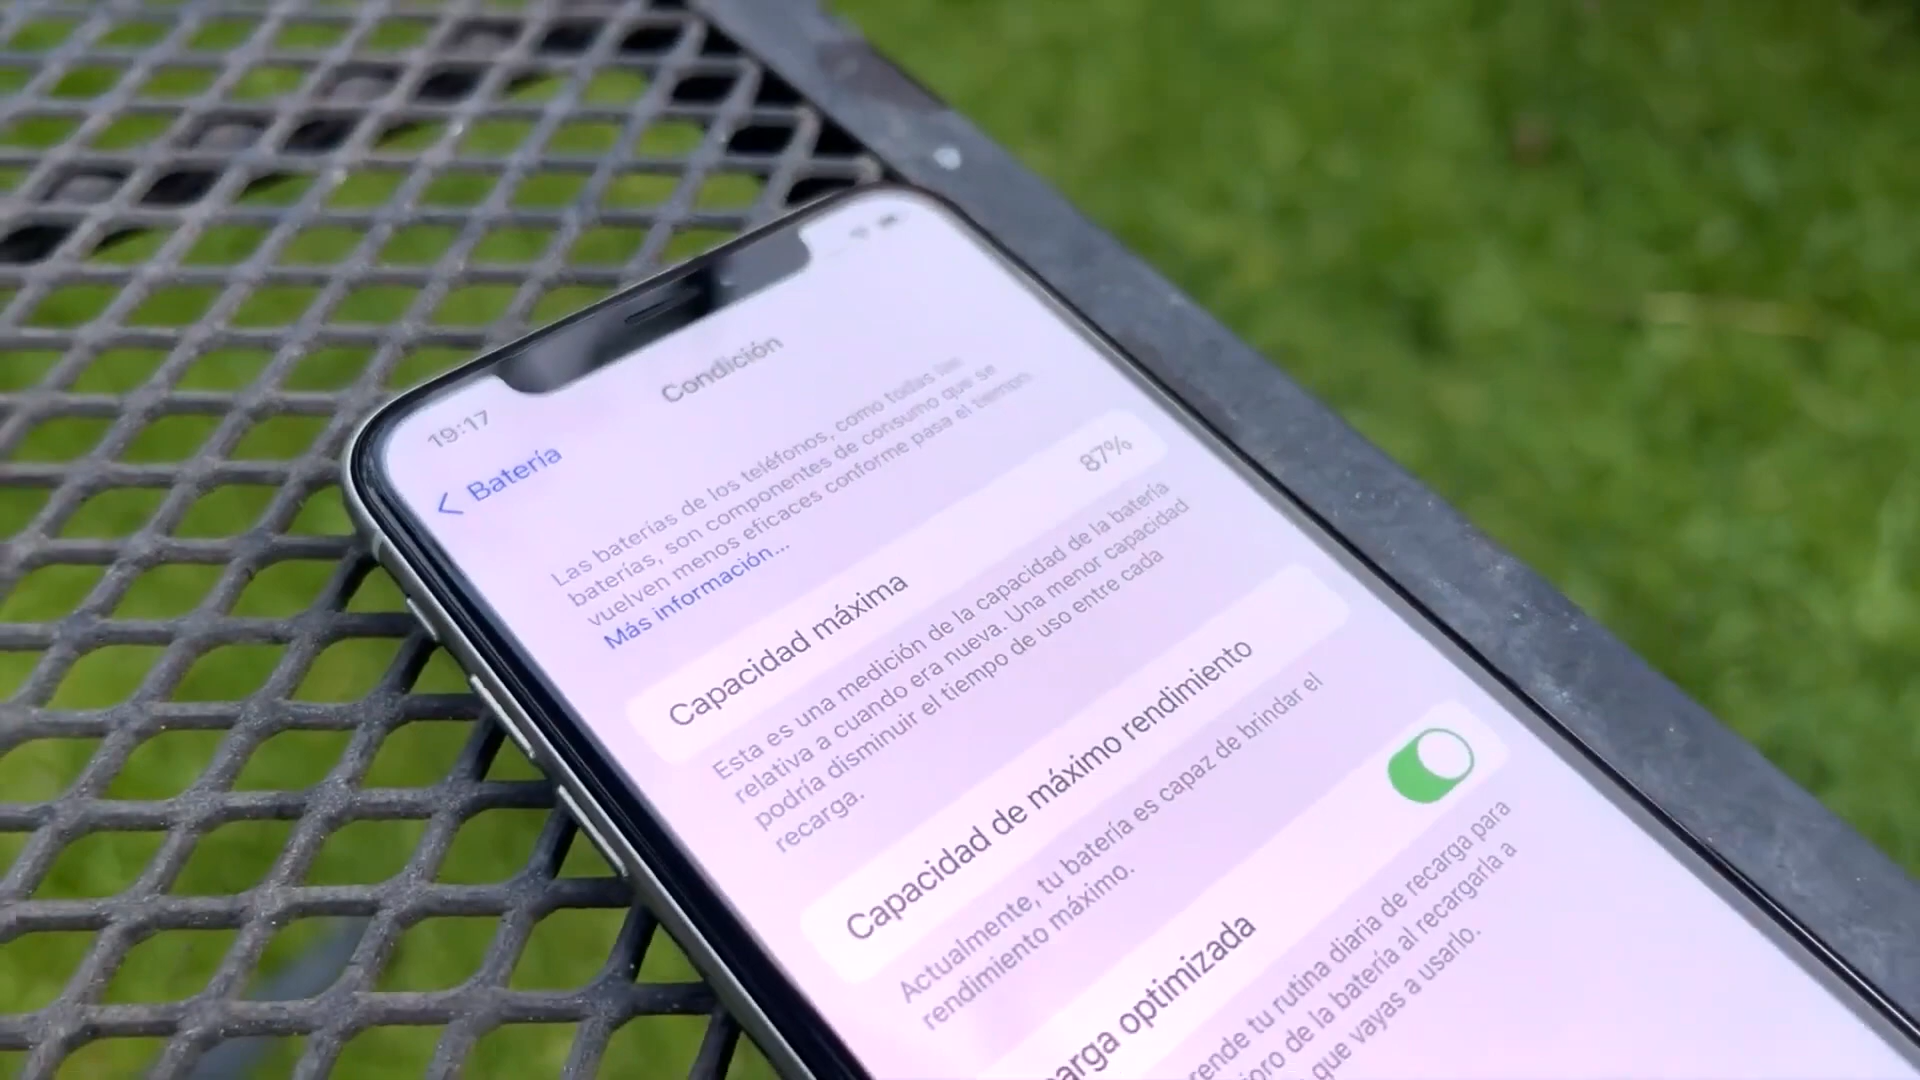 19:17
Batería
Condición
Las baterías de los teléfonos, como todas las
baterías, son componentes de consumo que se
vuelven menos eficaces conforme pasa el tiempo.
Más información...
Capacidad máxima 87%
Esta es una medición de la capacidad de la batería
relativa a cuando era nueva. Una menor capacidad
podría disminuir el tiempo de uso entre cada
recarga.
Capacidad de máximo rendimiento
Actualmente, tu batería es capaz de brindar el
rendimiento máximo.
arga optimizada
rende tu rutina diaria de recarga para
ioro de la batería al recargarla a
que vayas a usarlo.